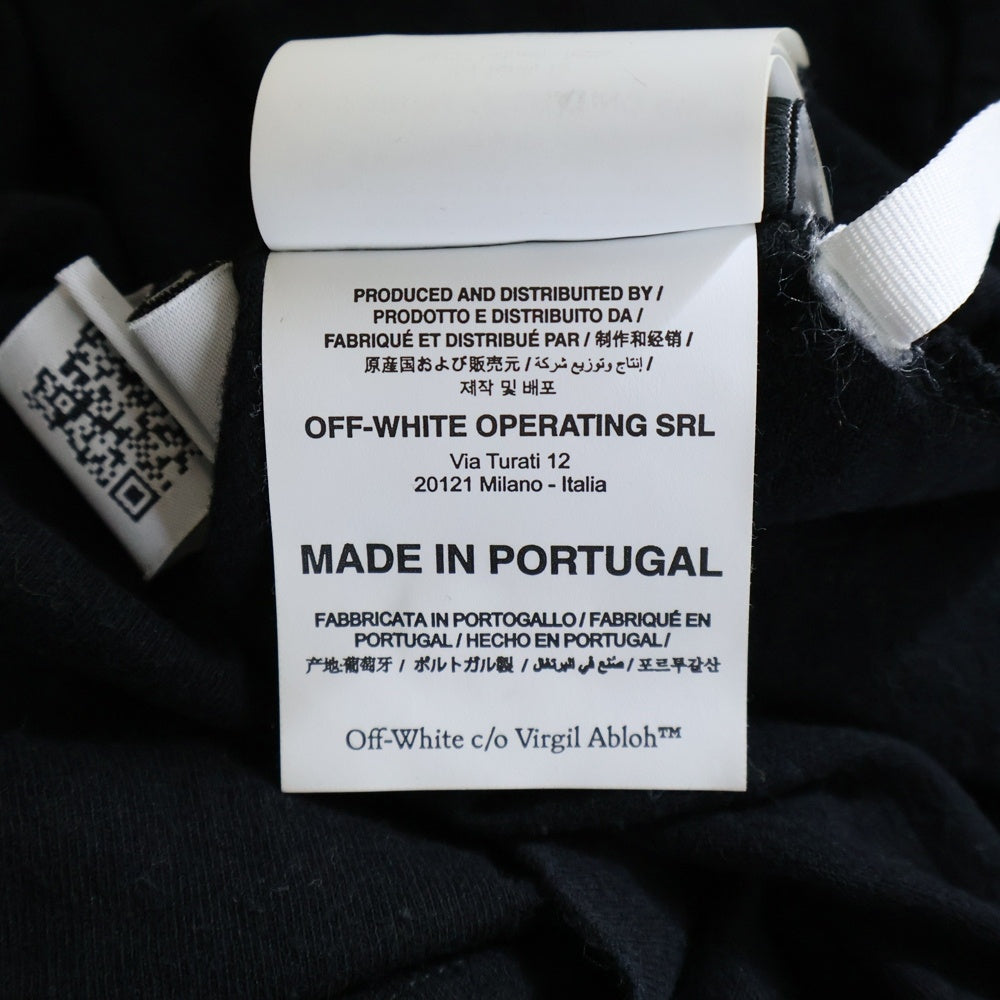 PRODUCED AND DISTRIBUITED BY /
PRODOTTO E DISTRIBUITO DA /
FABRIQUÉ ET DISTRIBUÉ PAR / 制作和经销 /
原産国および販売元 / إنتاج وتوزيع شركة /
제작 및 배포
OFF-WHITE OPERATING SRL
Via Turati 12
20121 Milano - Italia
MADE IN PORTUGAL
FABBRICATA IN PORTOGALLO / FABRIQUÉ EN
PORTUGAL / HECHO EN PORTUGAL /
产地:葡萄牙 / ポルトガル製 / صنع في البرتغال / 포르투갈산
Off-White c/o Virgil Abloh™